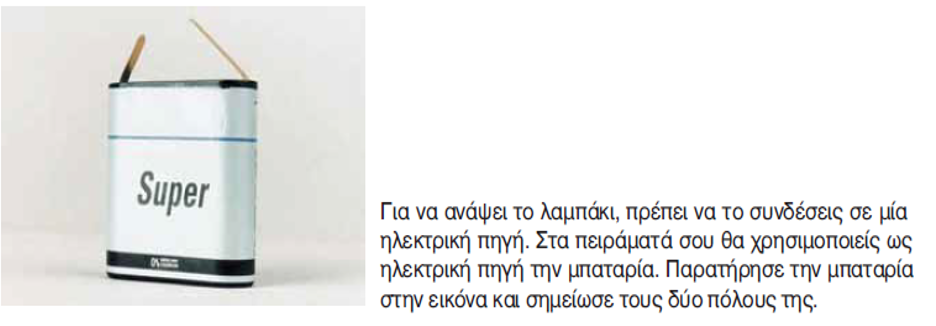 Super
0%
Για να ανάψει το λαμπάκι, πρέπει να το συνδέσεις σε μία
ηλεκτρική πηγή. Στα πειράματά σου θα χρησιμοποιείς ως
ηλεκτρική πηγή την μπαταρία. Παρατήρησε την μπαταρία
στην εικόνα και σημείωσε τους δύο πόλους της.